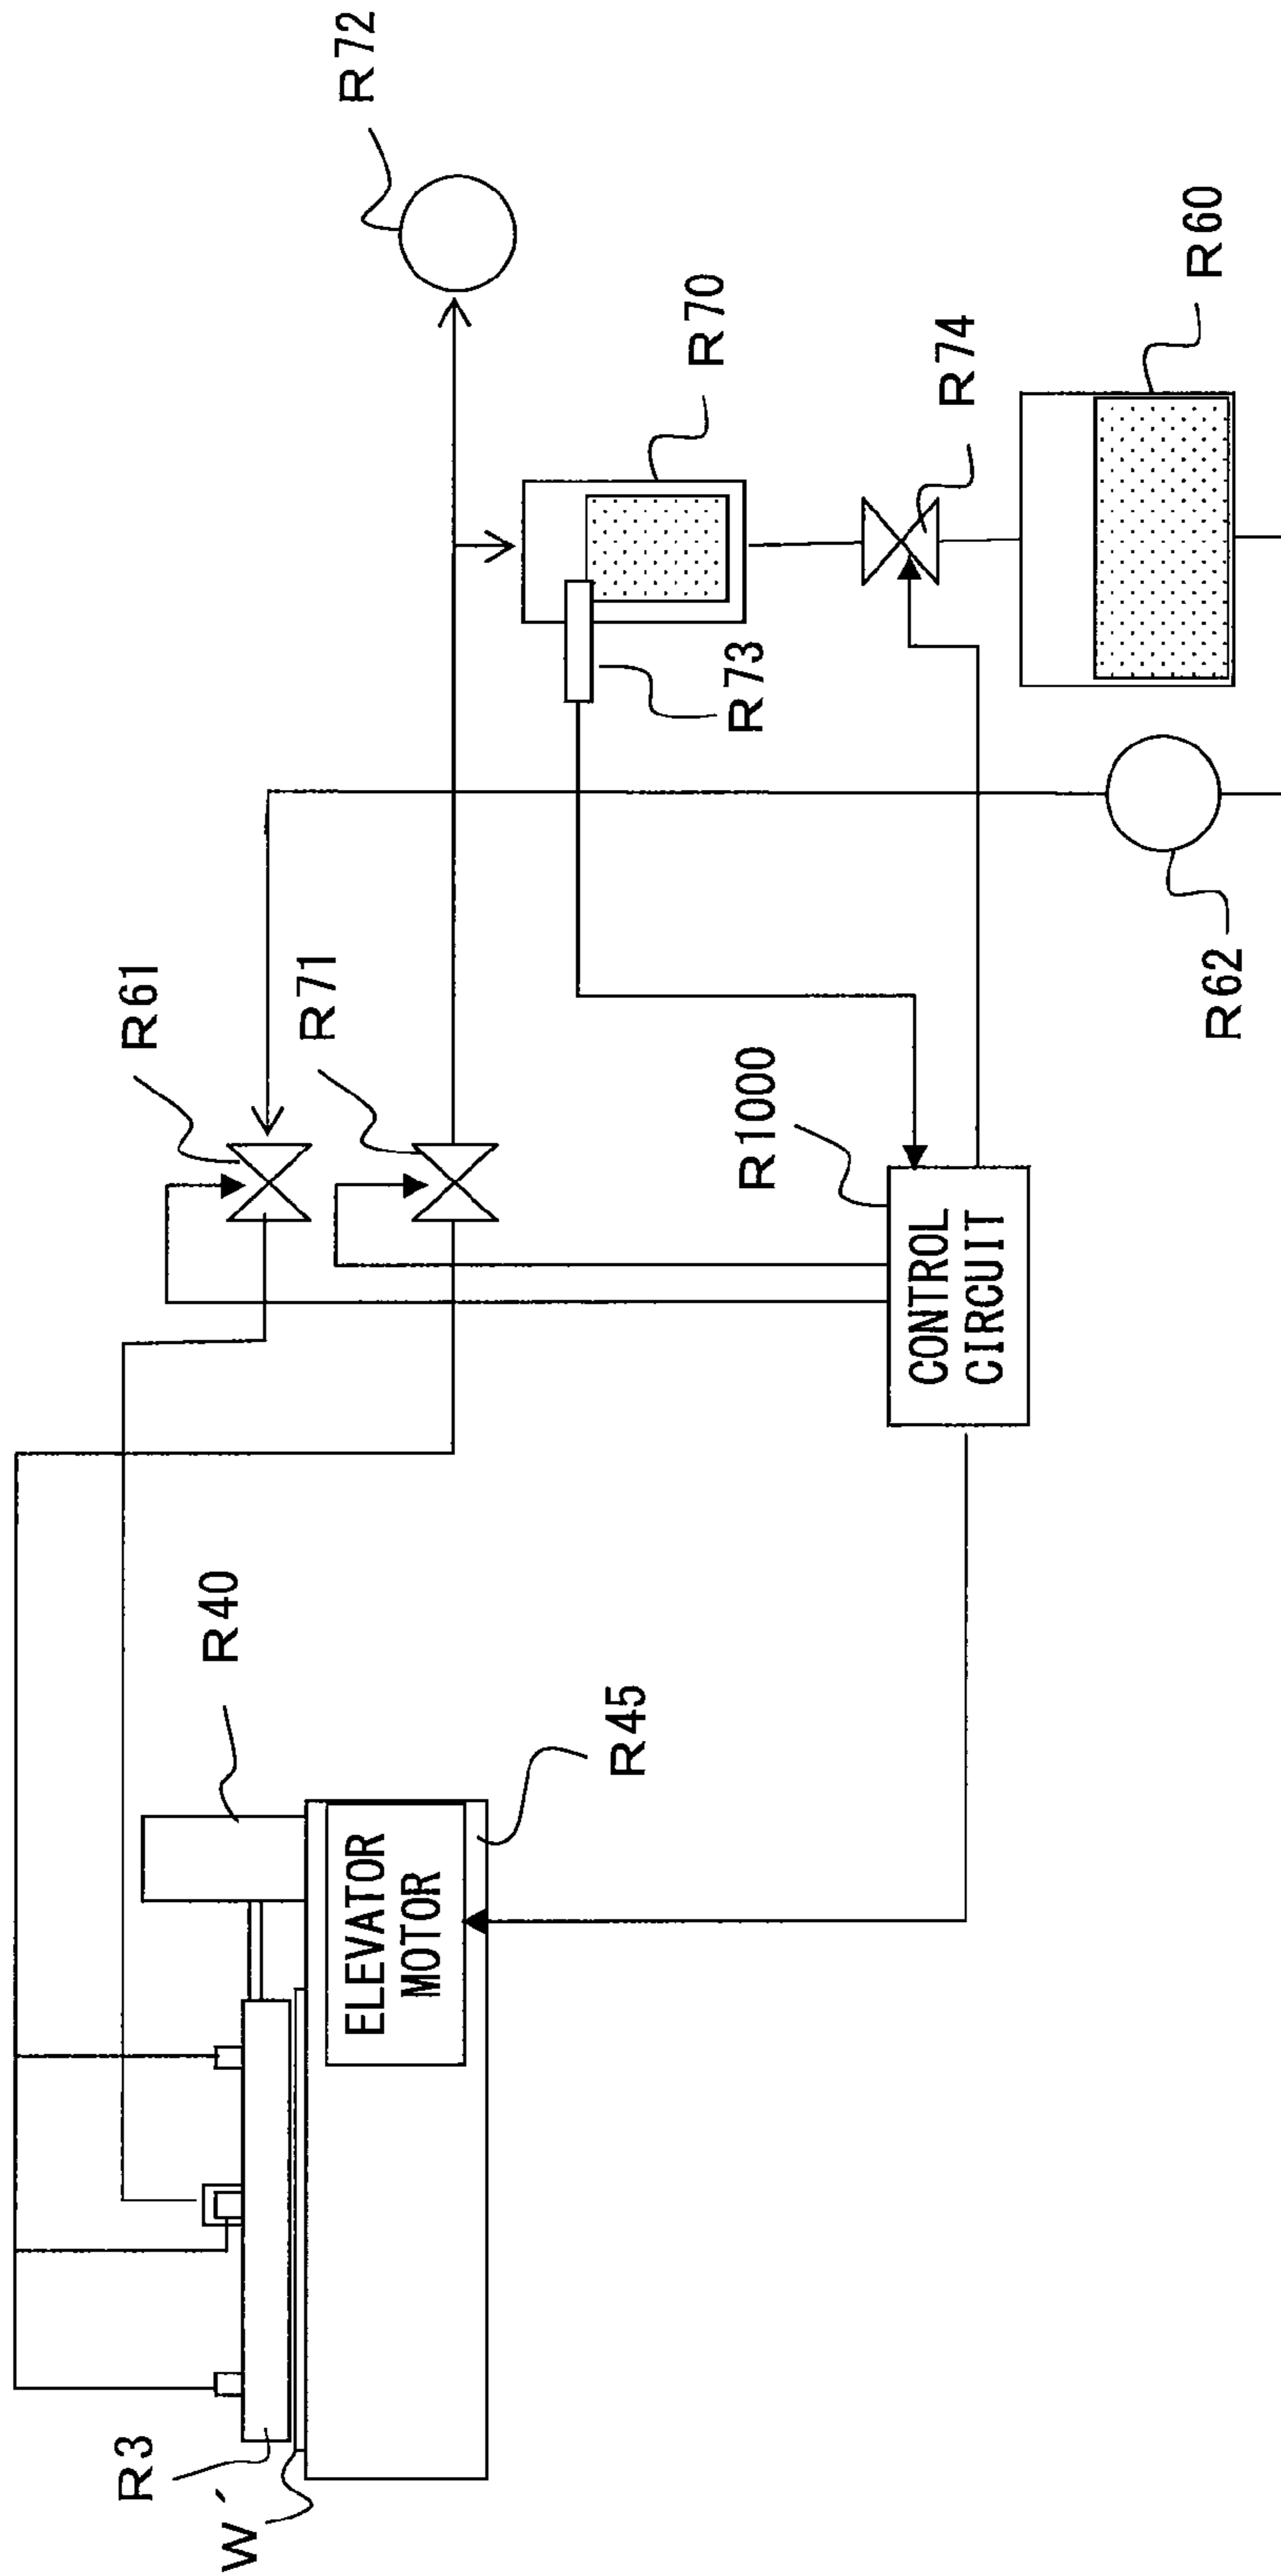 R72
R70
R74
R60
R73
R61
R71
R62
R1000
CONTROL
CIRCUIT
R40
R45
ELEVATOR
MOTOR
R3
W´